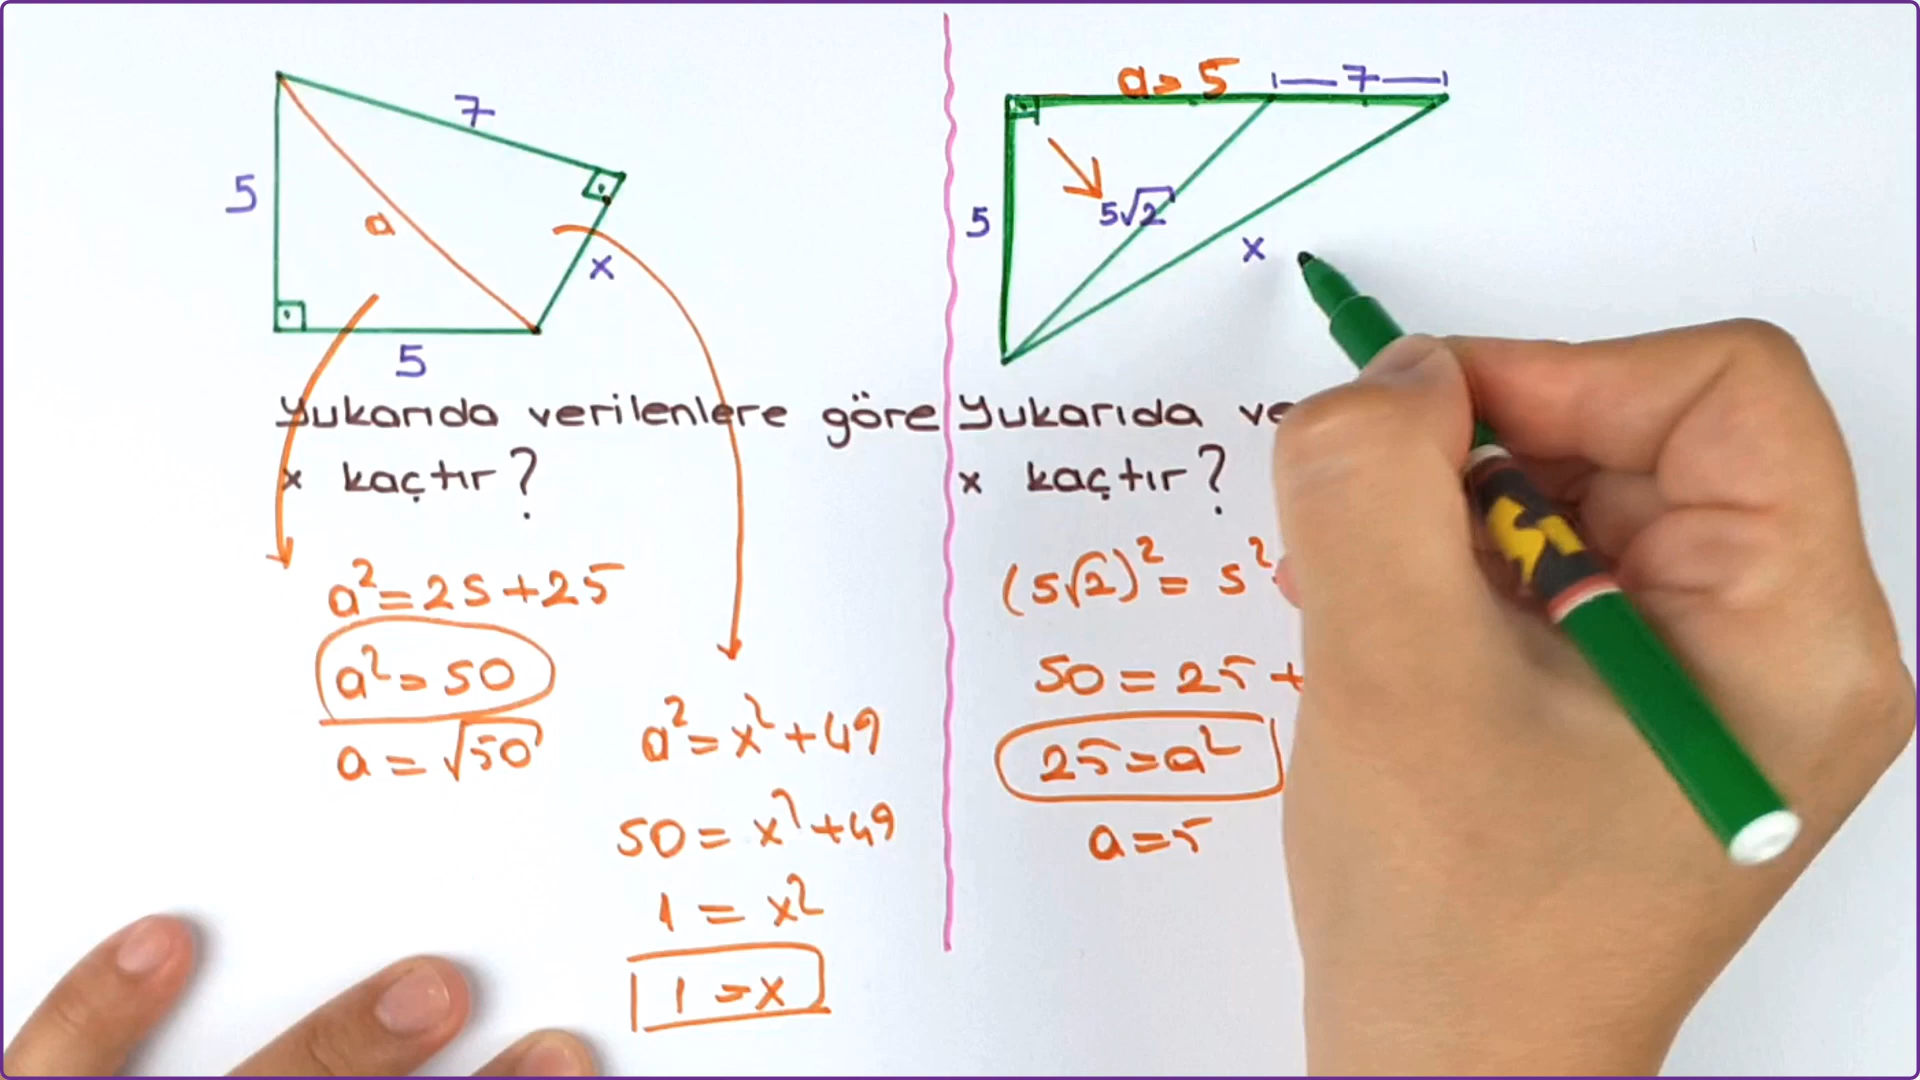 7
5
a
x
5
Yukarıda verilenlere göre
x kaçtır?
a²=25+25
a²=50
a=√50
a²=x²+49
50=x²+49
1=x²
1=x
a=5
7
5
5√2
x
Yukarıda
x kaçtır?
(5√2)²=5²
50=25+
25=a²
a=5